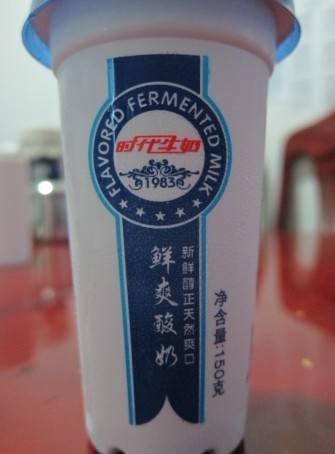 FLAVORED FERMENTED MILK
时代牛奶
1983
鲜爽酸奶
新鲜醇正天然爽口
净含量:150克